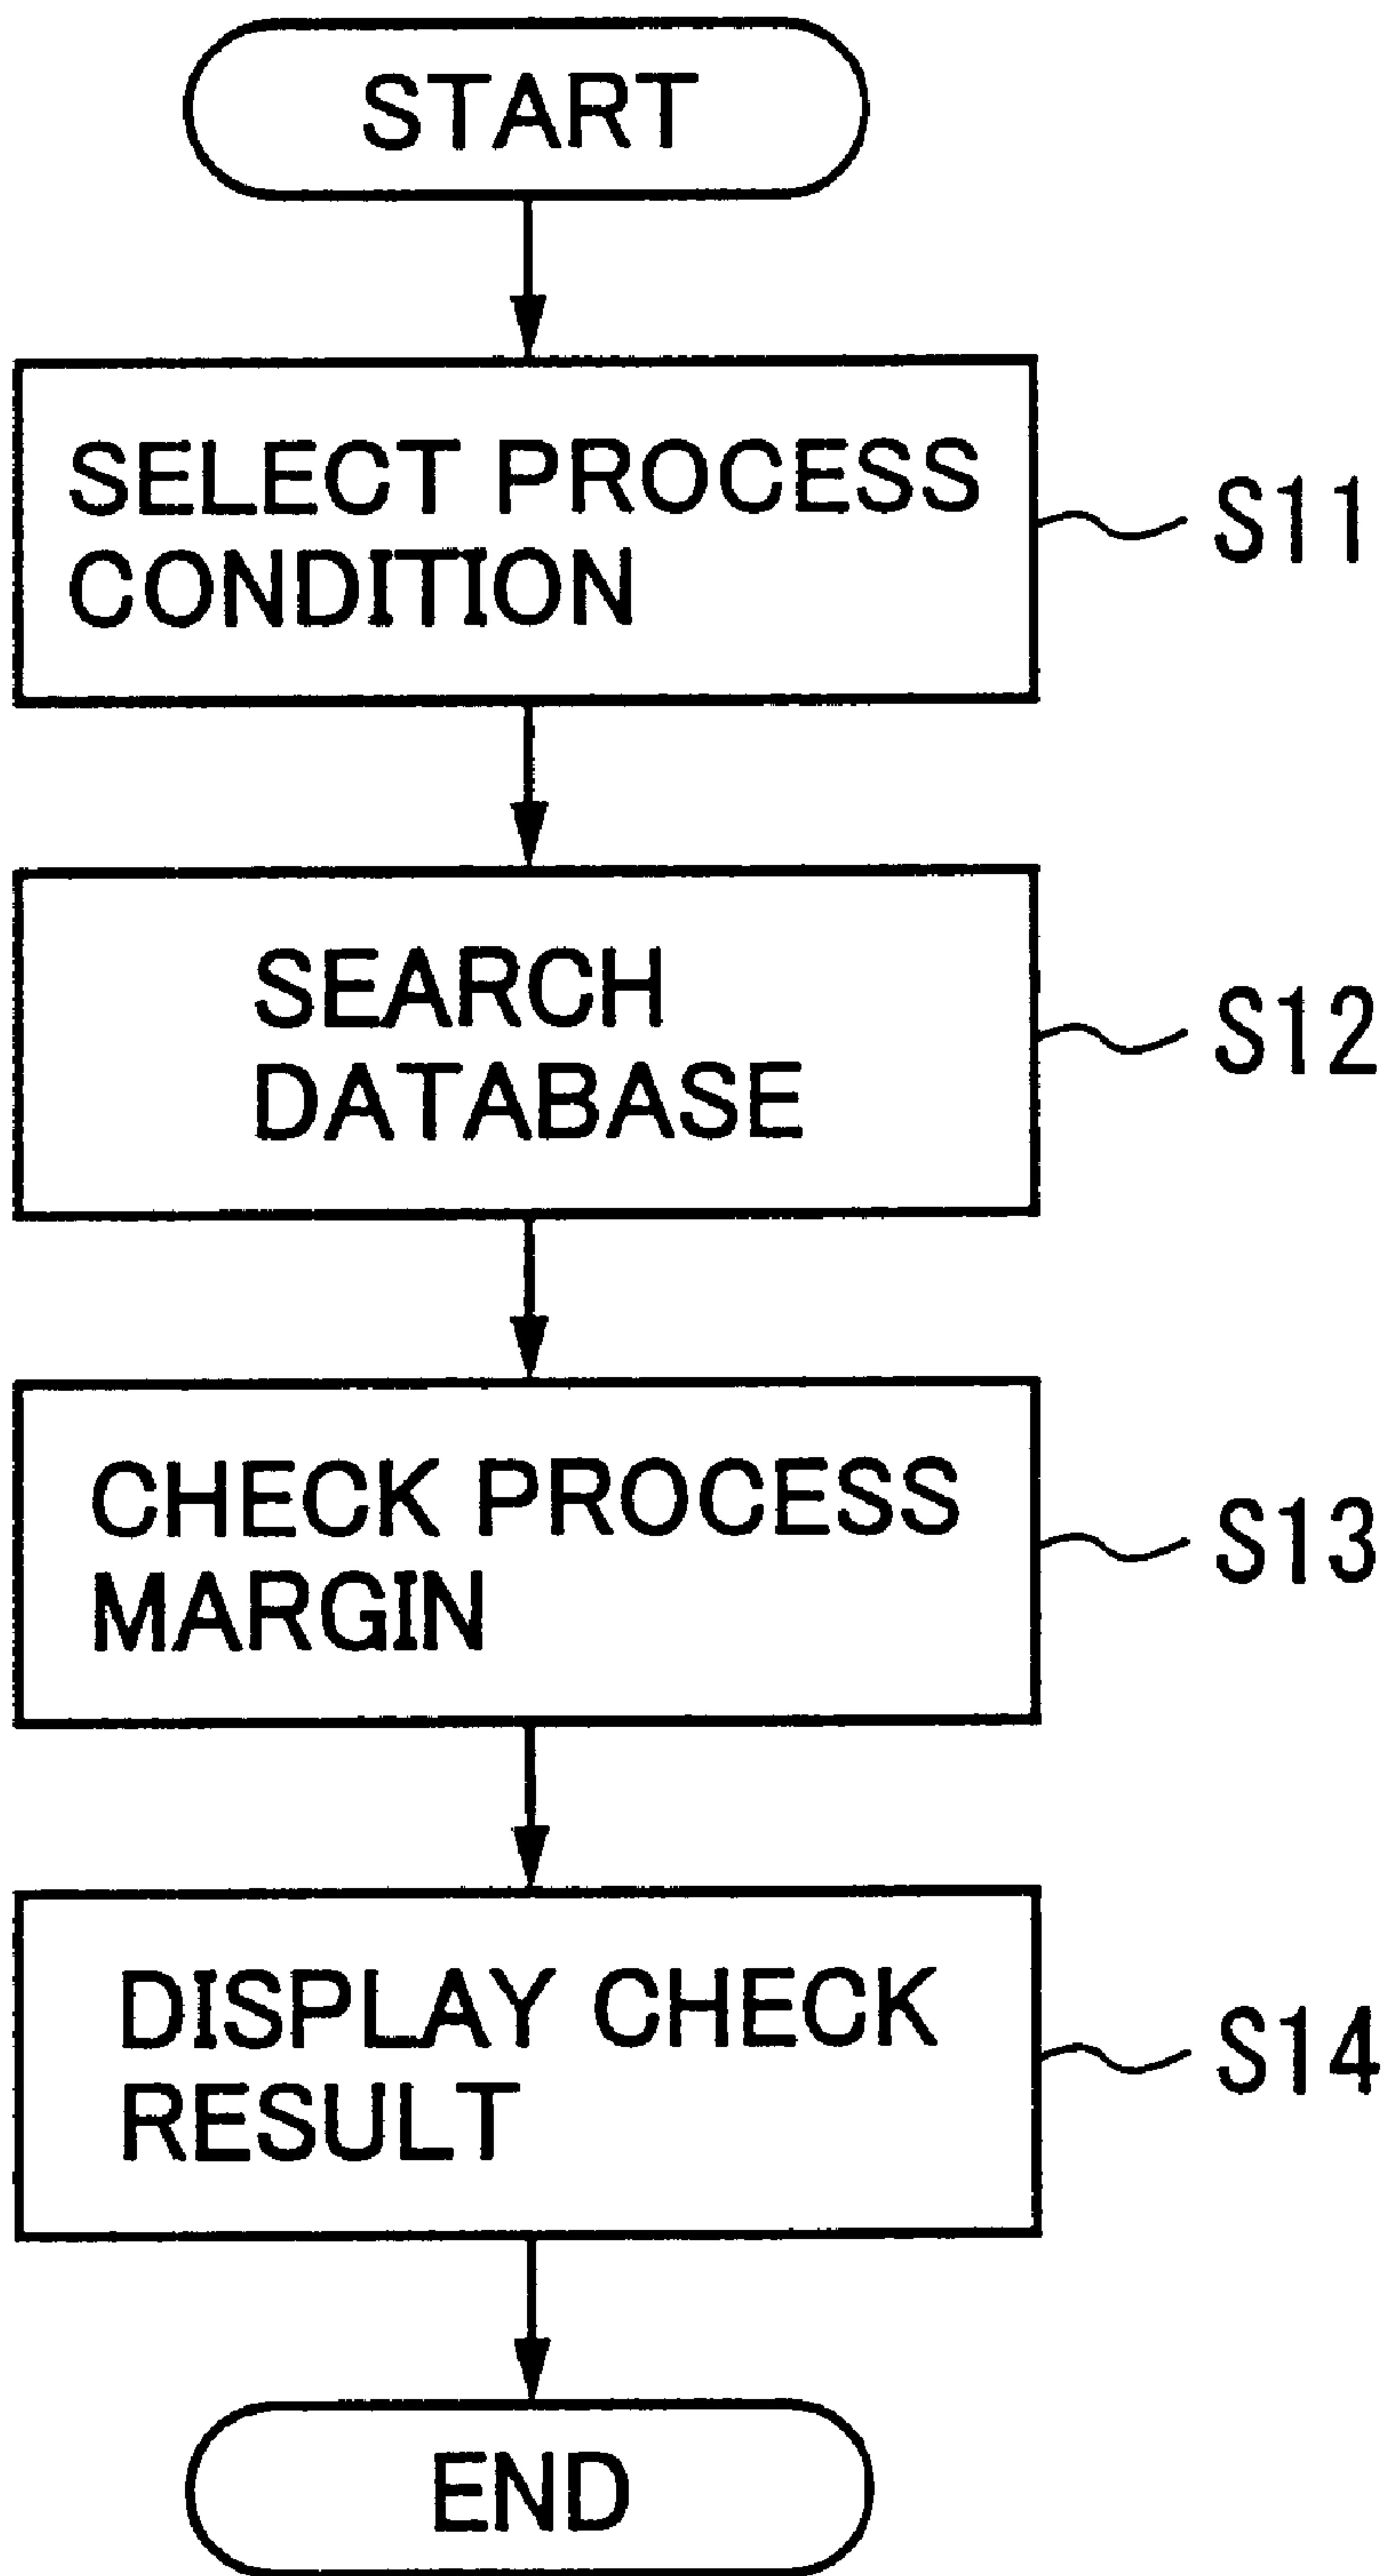 START
SELECT PROCESS
CONDITION
S11
SEARCH
DATABASE
S12
CHECK PROCESS
MARGIN
S13
DISPLAY CHECK
RESULT
S14
END